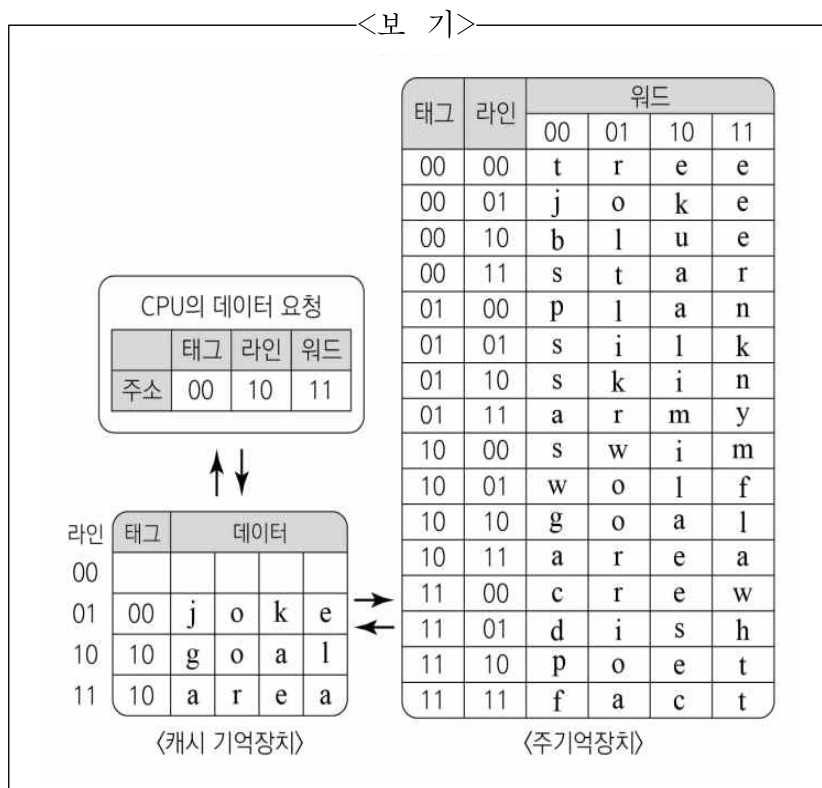 <보 기>
태그 라인 워드
00 01 10 11
00 00 t r e e
00 01 j o k e
00 10 b l u e
00 11 s t a r
01 00 p l a n
01 01 s i l k
01 10 s k i n
01 11 a r m y
10 00 s w i m
10 01 w o l f
10 10 g o a l
10 11 a r e a
11 00 c r e w
11 01 d i s h
11 10 p o e t
11 11 f a c t
<주기억장치>
CPU의 데이터 요청
태그 라인 워드
주소 00 10 11
라인 태그 데이터
00
01 00 j o k e
10 10 g o a l
11 10 a r e a
<캐시 기억장치>